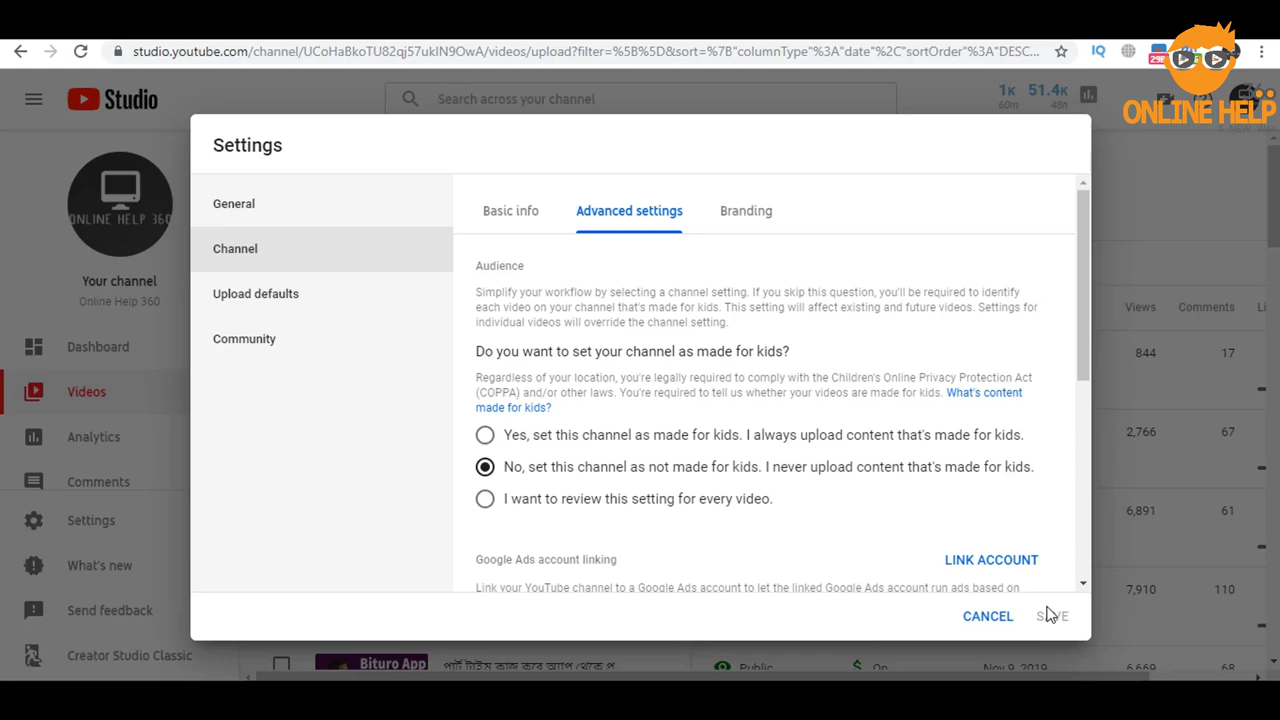 studio.youtube.com/channel/UCoHaBkoTU82qj57ukIN9OwA/videos/upload?filter=%5B%5D&sort=%7B"columnType"%3A"date"%2C"sortOrder"%3A"DESC...
IQ
ONLINE HELP
Studio
Search across your channel
1K 51.4K
60m 48h
Settings
ONLINE HELP 360
Your channel
Online Help 360
Dashboard
Videos
Analytics
Comments
Settings
What's new
Send feedback
Creator Studio Classic
General
Channel
Upload defaults
Community
Basic info Advanced settings Branding
Audience
Simplify your workflow by selecting a channel setting. If you skip this question, you'll be required to identify
each video on your channel that's made for kids. This setting will affect existing and future videos. Settings for
individual videos will override the channel setting.
Do you want to set your channel as made for kids?
Regardless of your location, you're legally required to comply with the Children's Online Privacy Protection Act
(COPPA) and/or other laws. You're required to tell us whether your videos are made for kids. What's content
made for kids?
Yes, set this channel as made for kids. I always upload content that's made for kids.
No, set this channel as not made for kids. I never upload content that's made for kids.
I want to review this setting for every video.
Google Ads account linking LINK ACCOUNT
Link your YouTube channel to a Google Ads account to let the linked Google Ads account run ads based on
CANCEL SAVE
Views Comments
844 17
2,766 67
6,891 61
7,910 110
Bituro App পার্ট টাইম কাজ করে অ্যাপ থেকে প Public $ On Nov 9, 2019 6,669 68